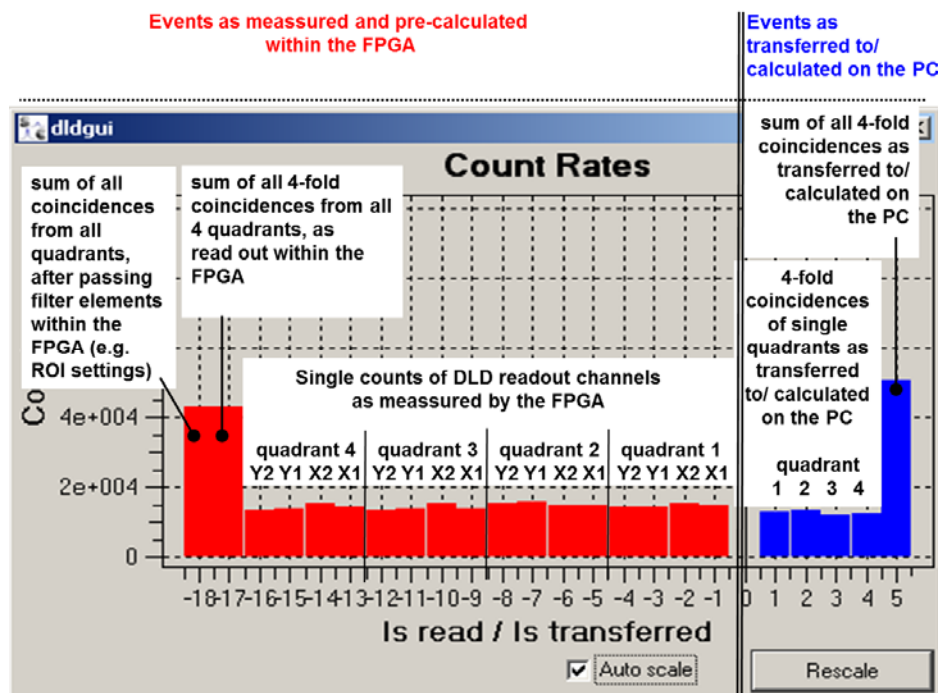 Events as meassured and pre-calculated
within the FPGA
Events as
transferred to/
calculated on the PC
dldgui
Count Rates
sum of all
coincidences
from all
quadrants,
after passing
filter elements
within the
FPGA (e.g.
ROI settings)
sum of all 4-fold
coincidences from all
4 quadrants, as
read out within the
FPGA
sum of all 4-fold
coincidences as
transferred to/
calculated on
the PC
4-fold
coincidences
of single
quadrants as
transferred
to/ calculated
on the PC
quadrant
1 2 3 4
Single counts of DLD readout channels
as meassured by the FPGA
quadrant 4 quadrant 3 quadrant 2 quadrant 1
Y2 Y1 X2 X1 Y2 Y1 X2 X1 Y2 Y1 X2 X1 Y2 Y1 X2 X1
Co
4e+004
2e+004
0
-18 -17 -16 -15 -14 -13 -12 -11 -10 -9 -8 -7 -6 -5 -4 -3 -2 -1 0 1 2 3 4 5
Is read / Is transferred
Auto scale
Rescale